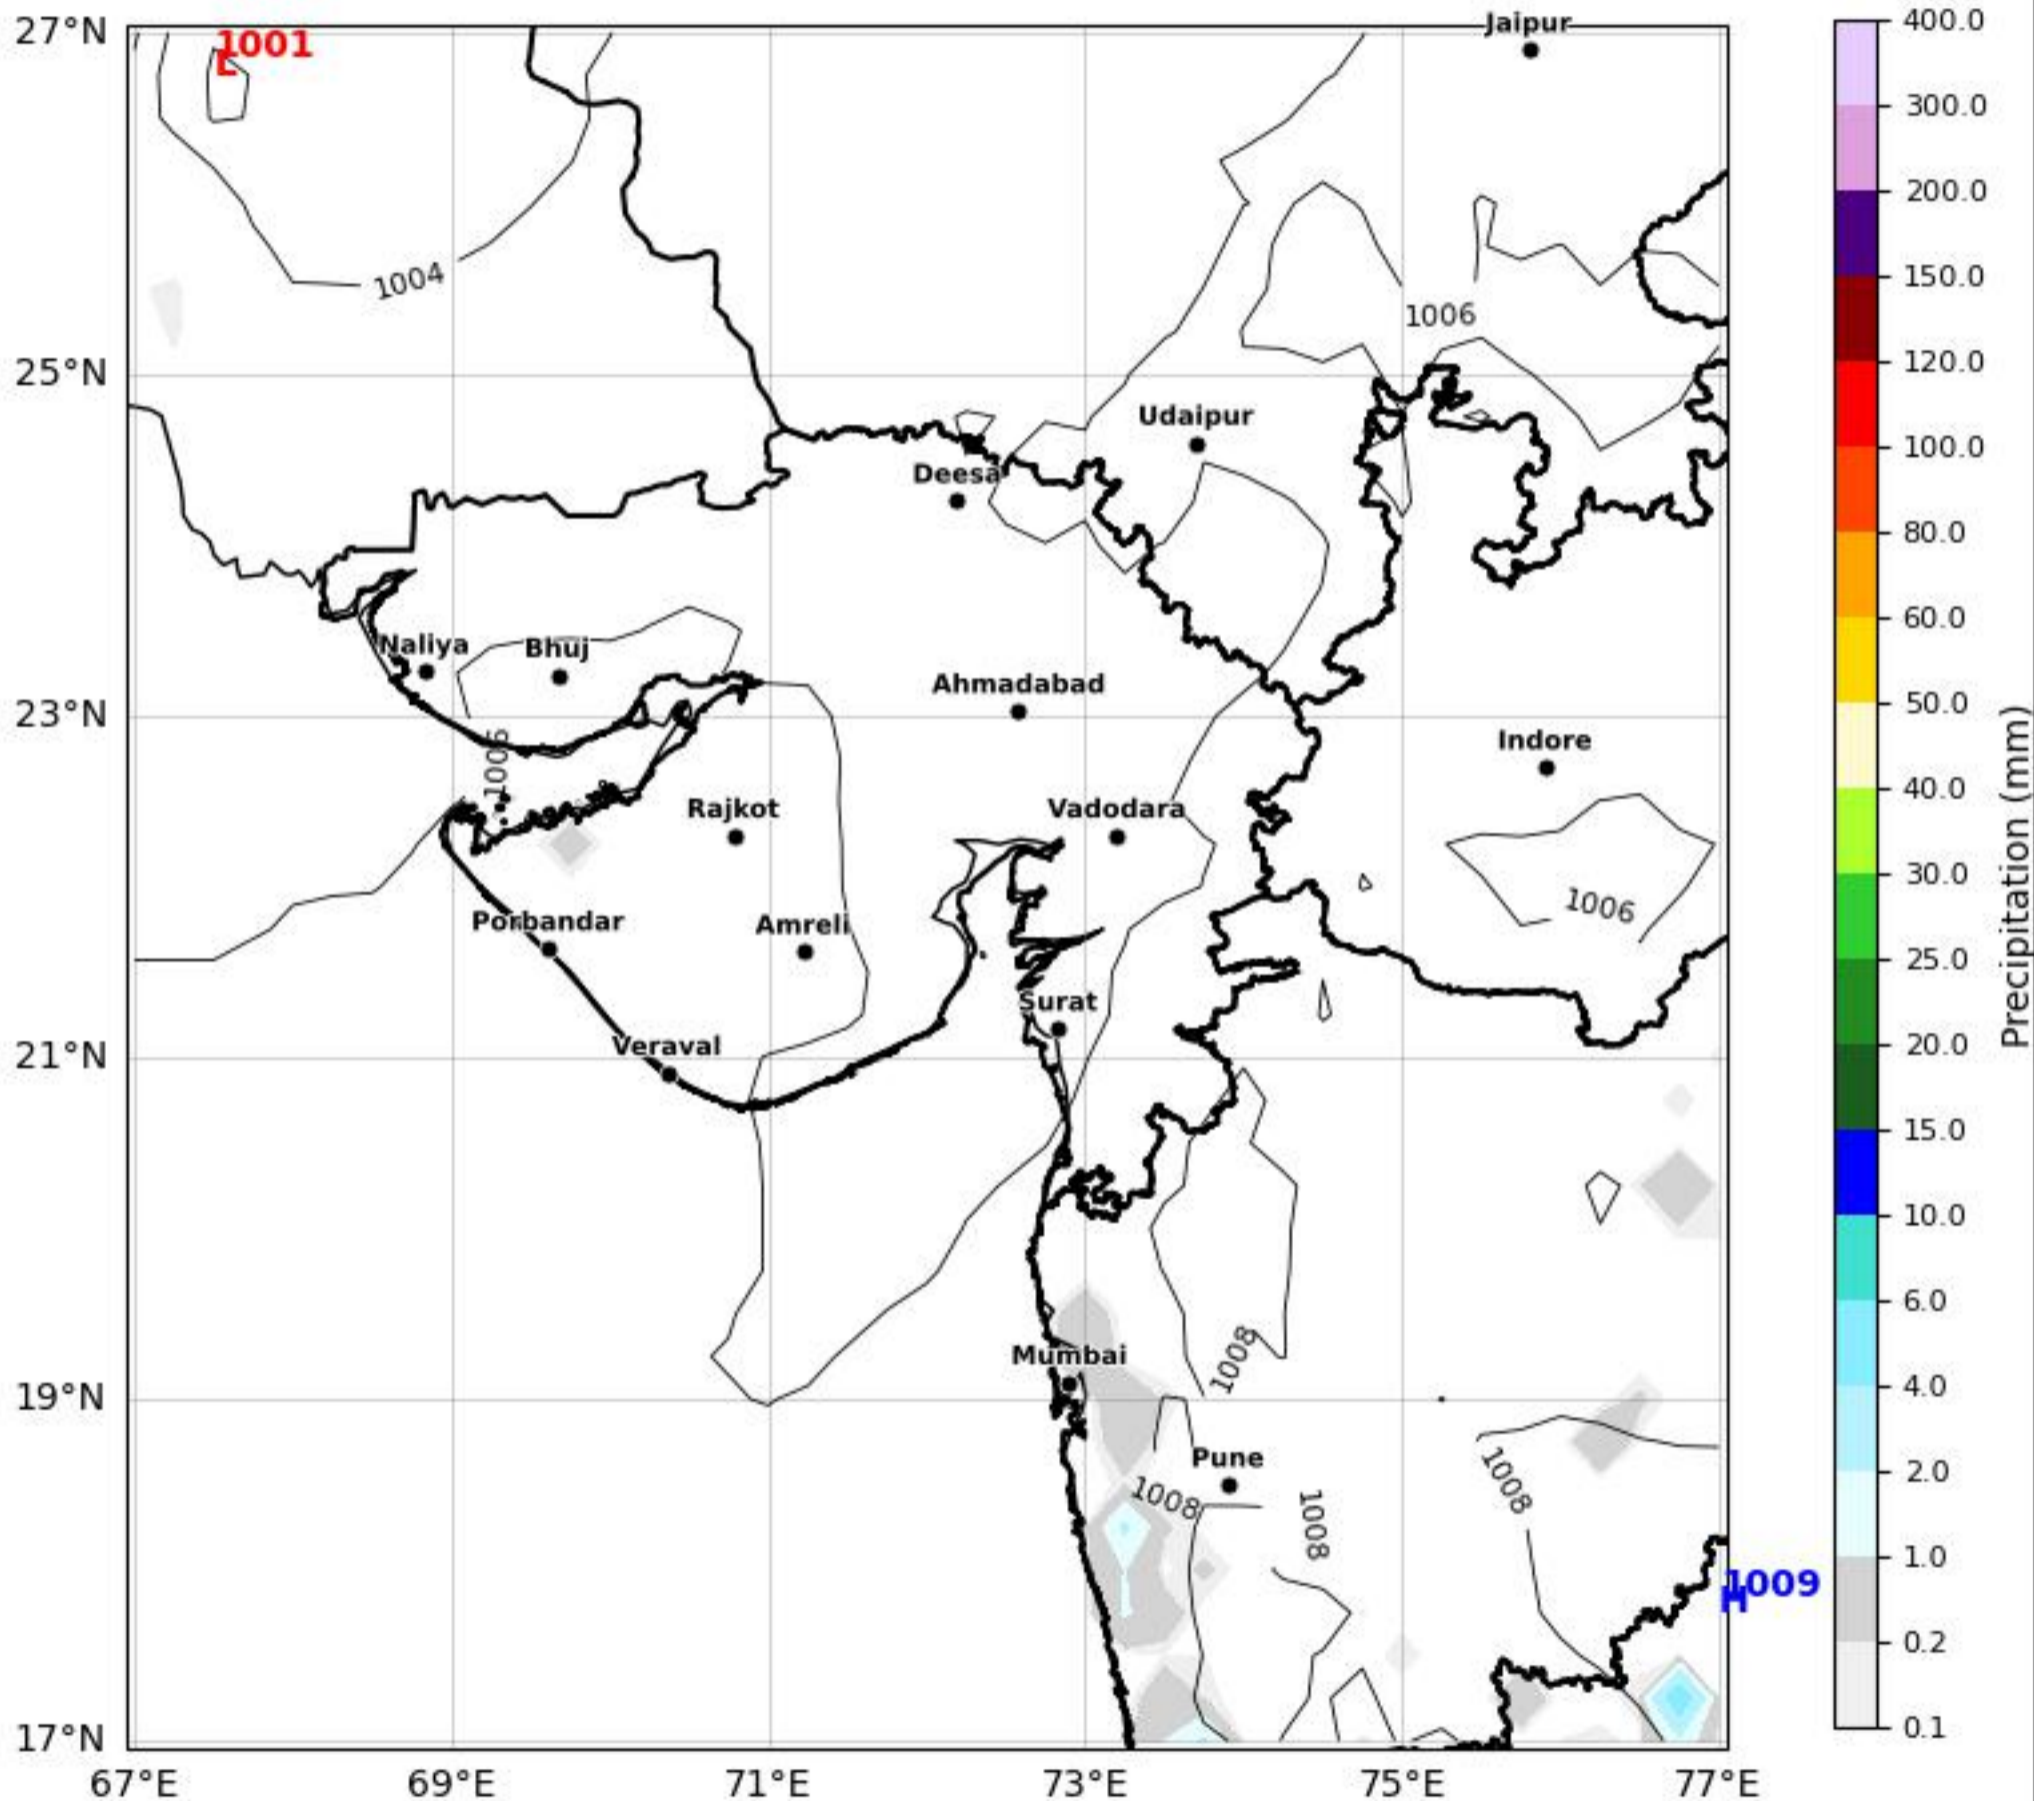 27°N
25°N
23°N
21°N
19°N
17°N
67°E
69°E
71°E
73°E
75°E
77°E
1001
L
Jaipur
1004
1006
Udaipur
Deesa
Naliya
Bhuj
Ahmadabad
1006
Indore
Rajkot
Vadodara
1006
Porbandar
Amreli
Surat
Veraval
1008
Mumbai
Pune
1008
1008
1008
1009
H
400.0
300.0
200.0
150.0
120.0
100.0
80.0
60.0
50.0
40.0
30.0
25.0
20.0
15.0
10.0
6.0
4.0
2.0
1.0
0.2
0.1
Precipitation (mm)